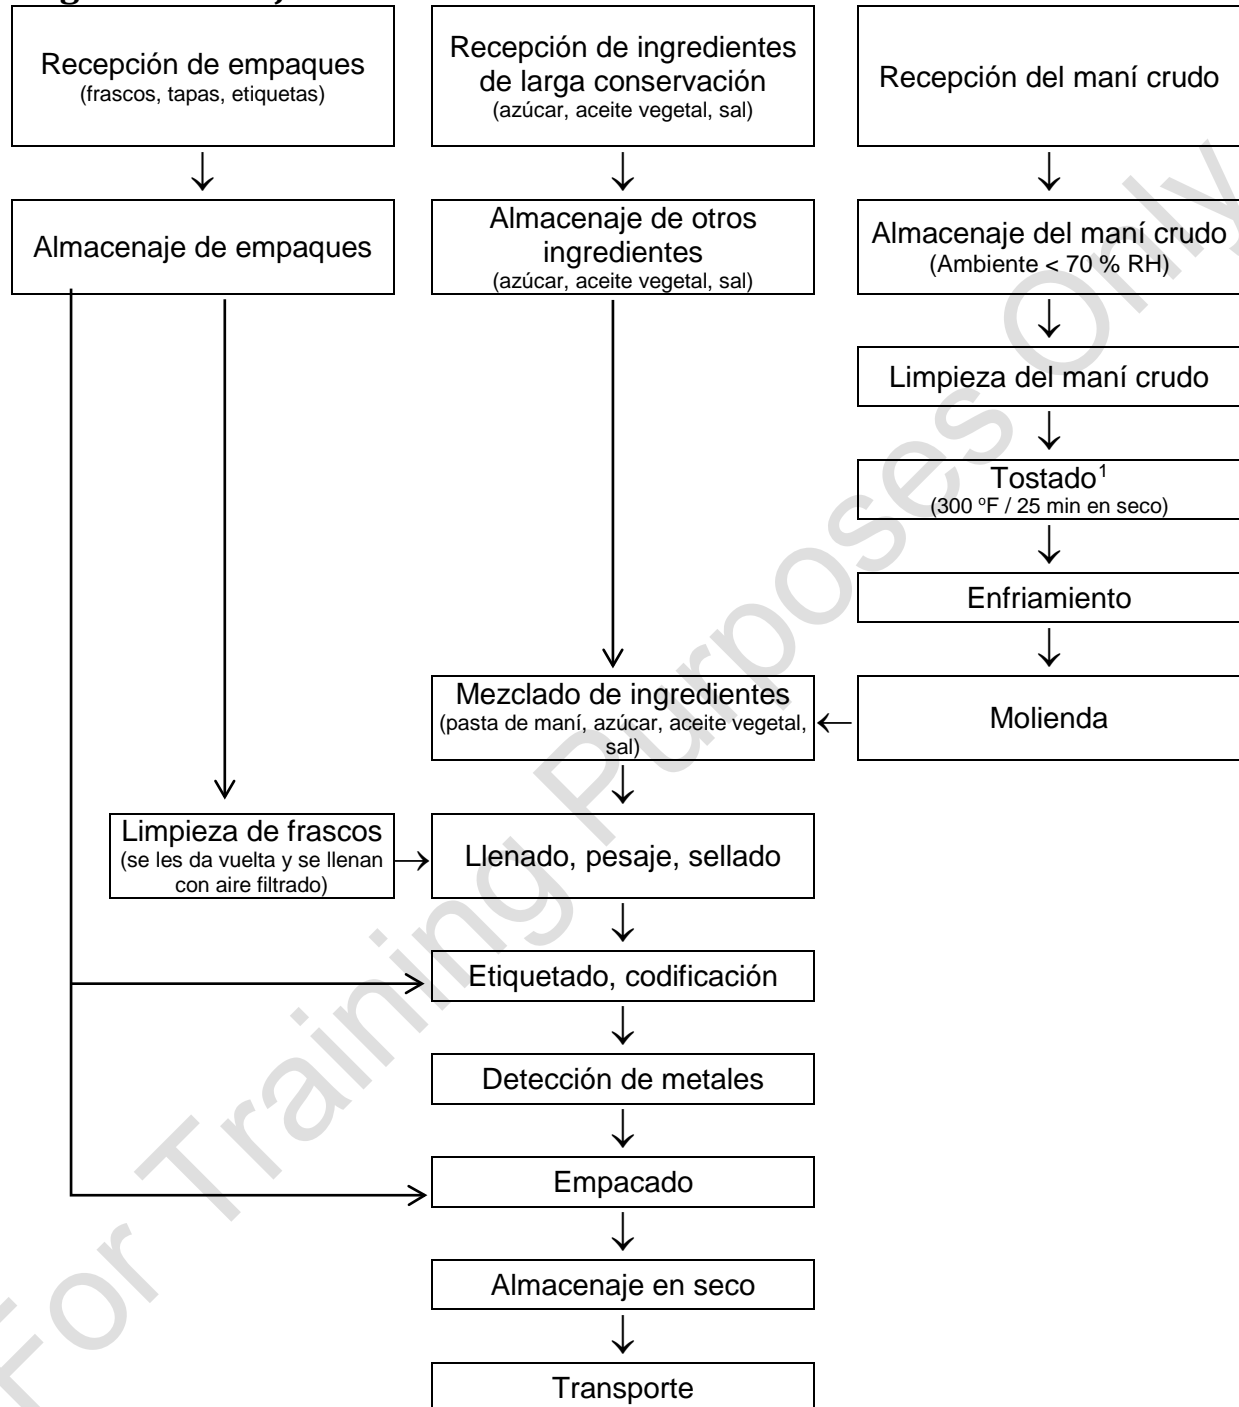 Recepción de empaques
(frascos, tapas, etiquetas)
Recepción de ingredientes
de larga conservación
(azúcar, aceite vegetal, sal)
Recepción del maní crudo
Almacenaje de empaques
Almacenaje de otros
ingredientes
(azúcar, aceite vegetal, sal)
Almacenaje del maní crudo
(Ambiente < 70 % RH)
Limpieza del maní crudo
Tostado1
(300 ºF / 25 min en seco)
Enfriamiento
Molienda
Mezclado de ingredientes
(pasta de maní, azúcar, aceite vegetal,
sal)
Limpieza de frascos
(se les da vuelta y se llenan
con aire filtrado)
Llenado, pesaje, sellado
Etiquetado, codificación
Detección de metales
Empacado
Almacenaje en seco
Transporte
For Training Purposes Only